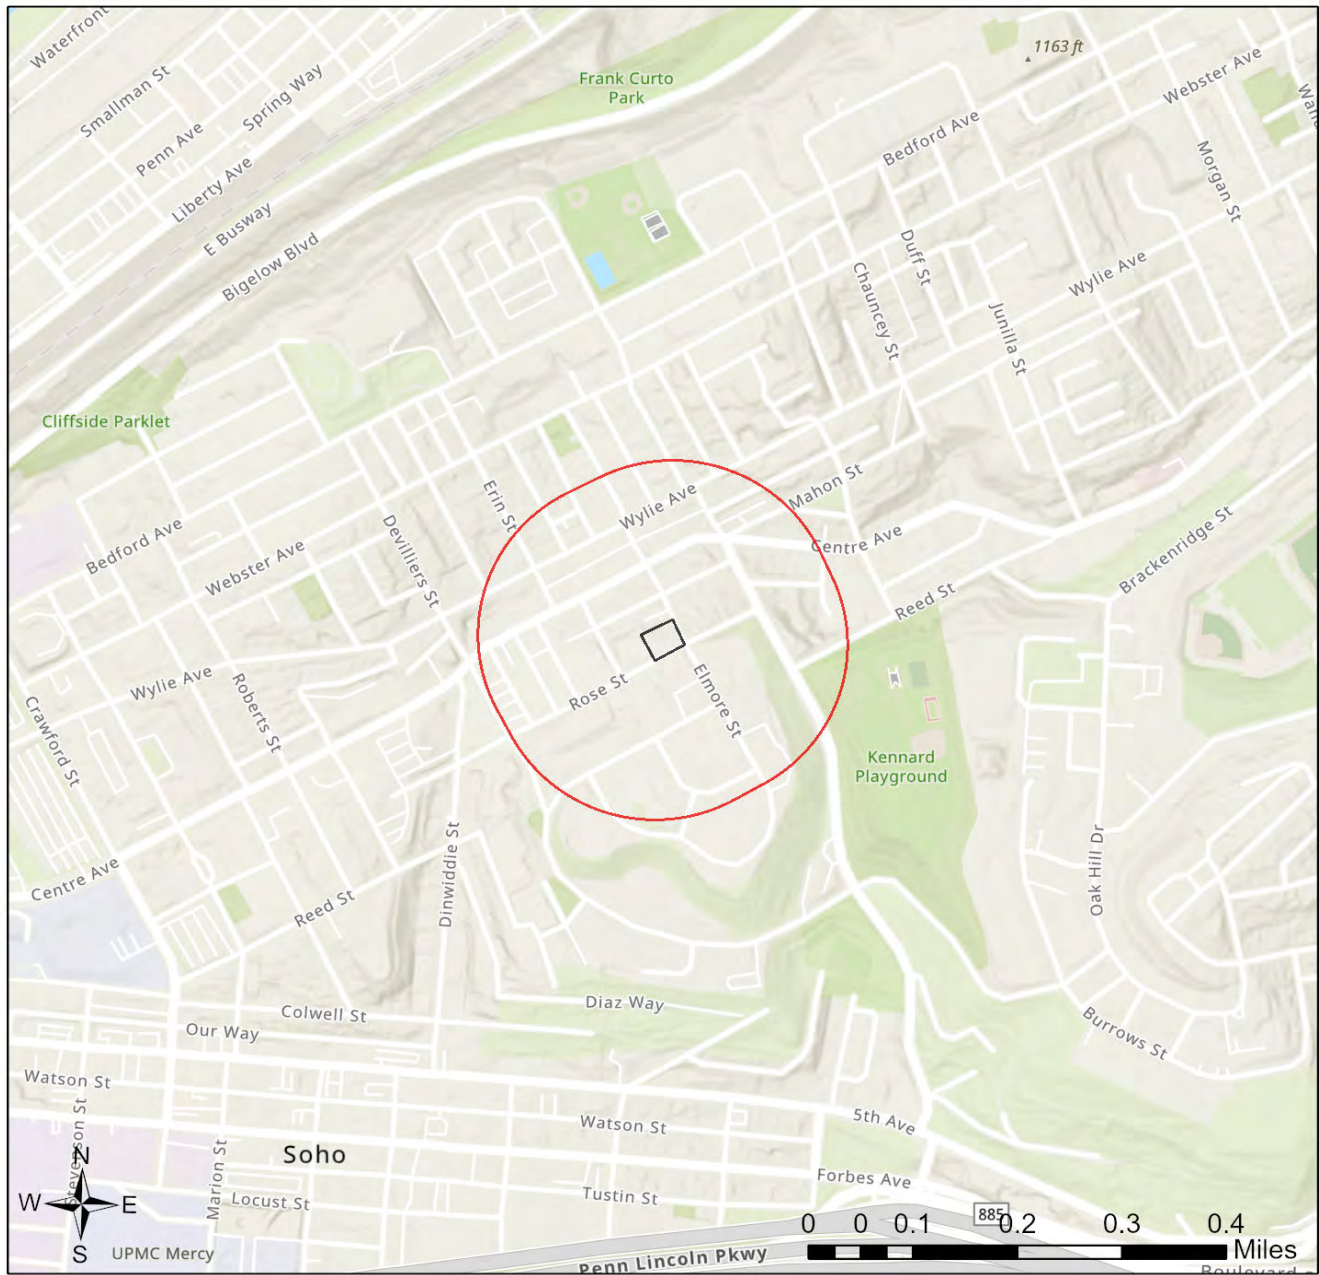 Waterfront
1163 ft
Frank Curto
Park
Webster Ave
Smallman St
Spring Way
Penn Ave
Bedford Ave
Morgan St
Liberty Ave
E Busway
Bigelow Blvd
Duff St
Chauncey St
Wylie Ave
Junilla St
Cliffside Parklet
Erin St
Wylie Ave
Mahon St
Bedford Ave
Webster Ave
Devilliers St
Centre Ave
Brackenridge St
Reed St
Wylie Ave
Roberts St
Crawford St
Rose St
Elmore St
Kennard
Playground
Centre Ave
Reed St
Dinwiddie St
Oak Hill Dr
Diaz Way
Colwell St
Our Way
Burrows St
Watson St
Stevenson St
Watson St
5th Ave
Soho
Marion St
Locust St
Tustin St
Forbes Ave
N
W
E
S
UPMC Mercy
885
Penn Lincoln Pkwy
0 0 0.1 0.2 0.3 0.4
Miles